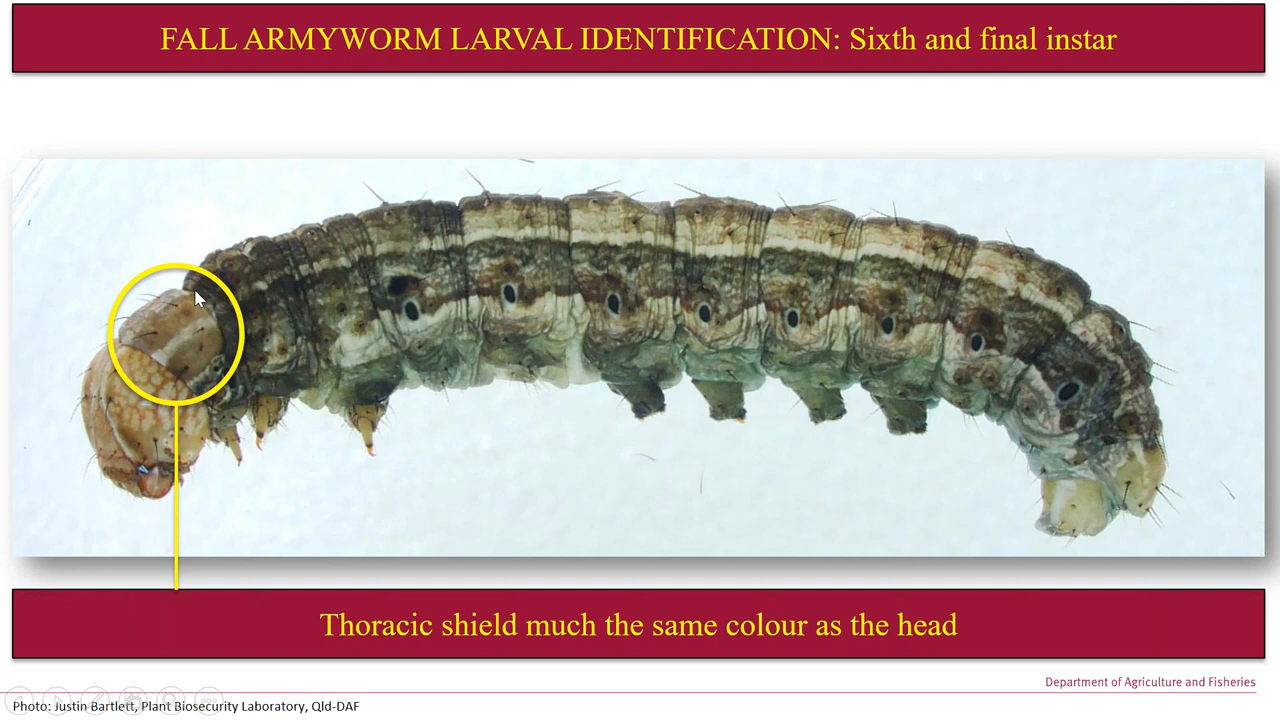 FALL ARMYWORM LARVAL IDENTIFICATION: Sixth and final instar
Thoracic shield much the same colour as the head
Department of Agriculture and Fisheries
Photo: Justin Bartlett, Plant Biosecurity Laboratory, Qld-DAF